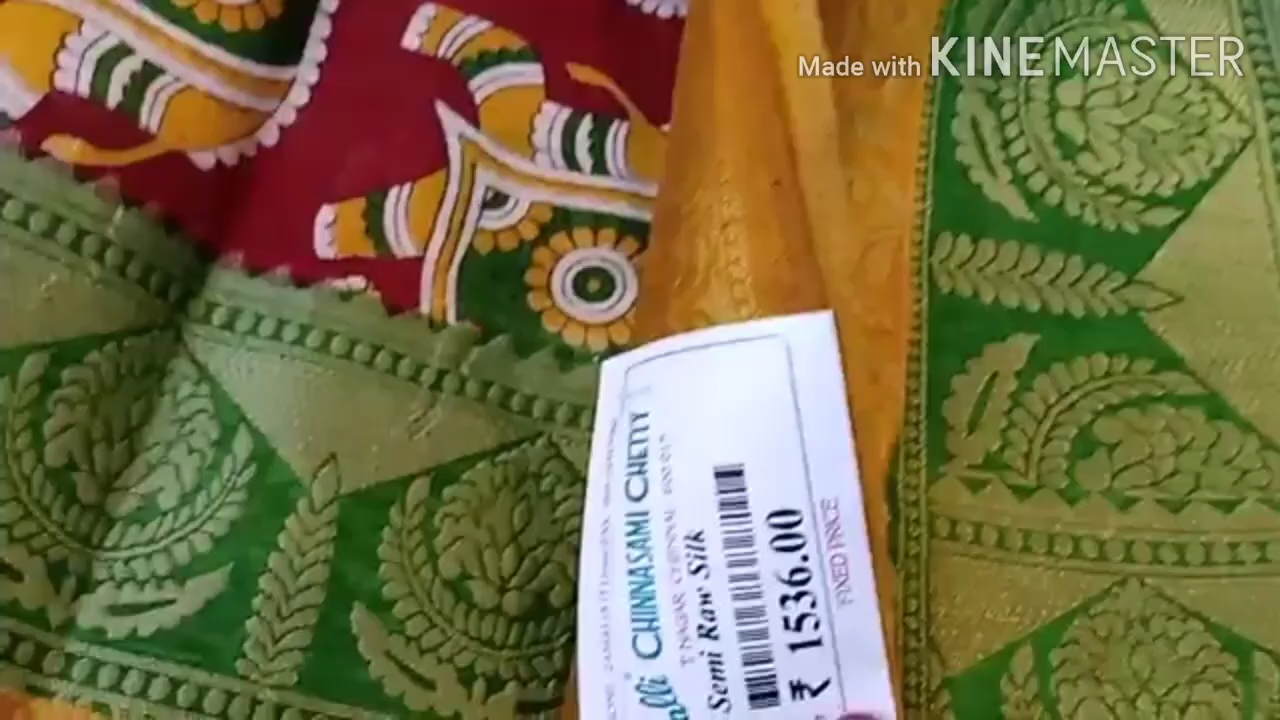 Made with KINEMASTER
CHINNASAMI CHETTY
T.NAGAR CHENNAI
Semi Raw Silk
₹ 1536.00
FIXED PRICE